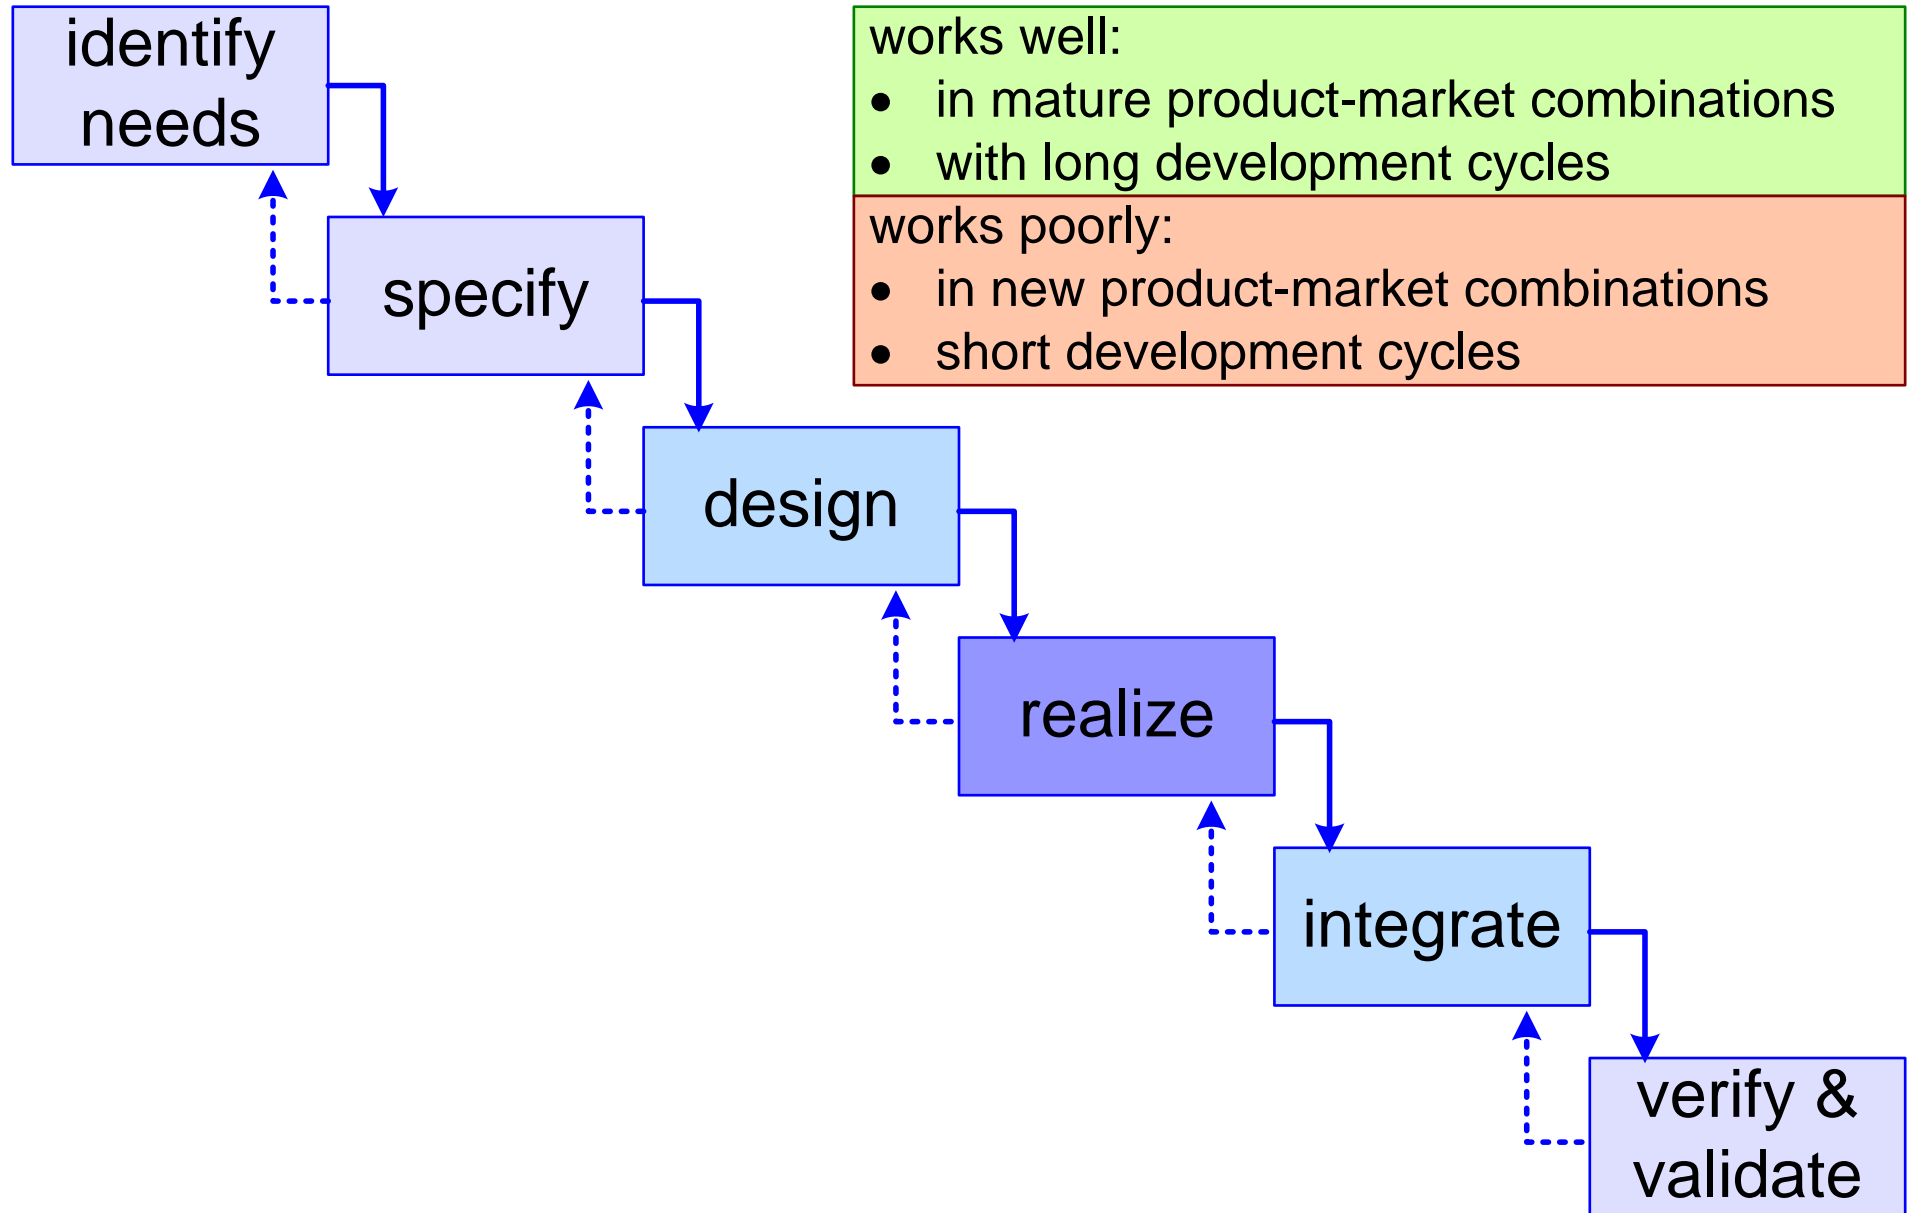 identify
needs
works well:
• in mature product-market combinations
• with long development cycles
works poorly:
• in new product-market combinations
• short development cycles
specify
design
realize
integrate
verify &
validate